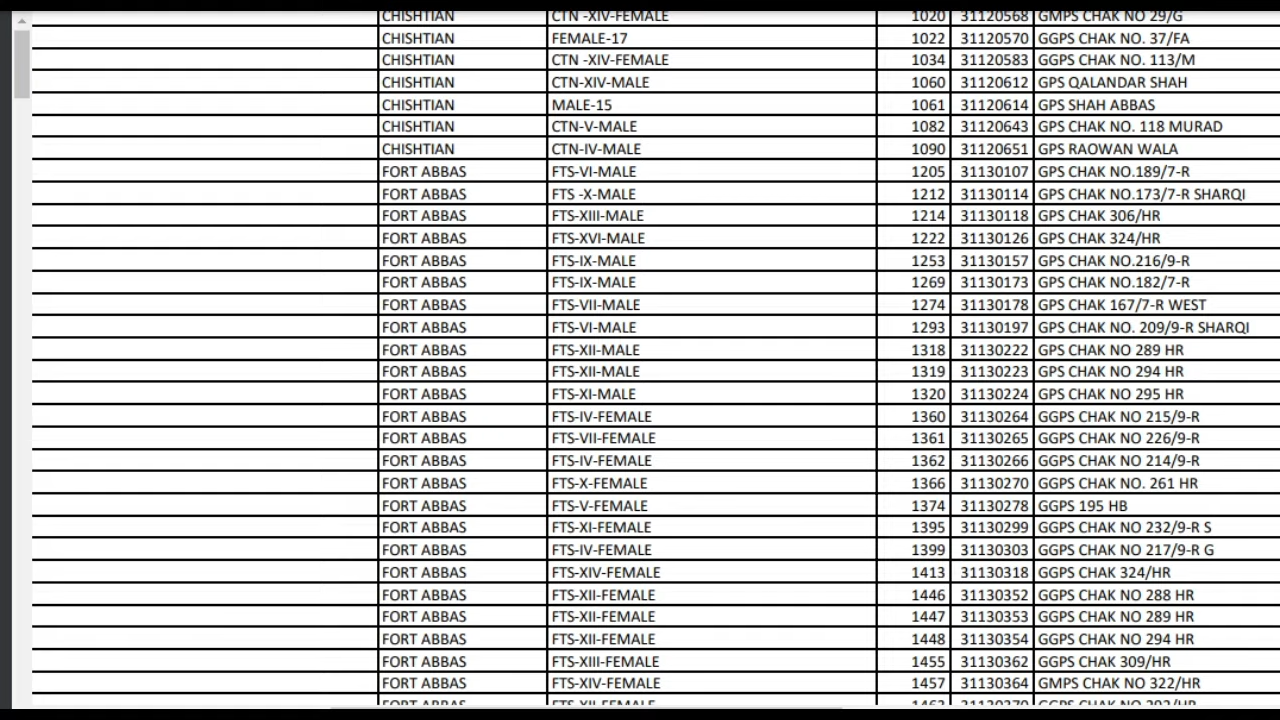 CHISHTIAN CTN -XIV-FEMALE 1020 31120568 GMPS CHAK NO 29/G
CHISHTIAN FEMALE-17 1022 31120570 GGPS CHAK NO. 37/FA
CHISHTIAN CTN -XIV-FEMALE 1034 31120583 GGPS CHAK NO. 113/M
CHISHTIAN CTN-XIV-MALE 1060 31120612 GPS QALANDAR SHAH
CHISHTIAN MALE-15 1061 31120614 GPS SHAH ABBAS
CHISHTIAN CTN-V-MALE 1082 31120643 GPS CHAK NO. 118 MURAD
CHISHTIAN CTN-IV-MALE 1090 31120651 GPS RAOWAN WALA
FORT ABBAS FTS-VI-MALE 1205 31130107 GPS CHAK NO.189/7-R
FORT ABBAS FTS -X-MALE 1212 31130114 GPS CHAK NO.173/7-R SHARQI
FORT ABBAS FTS-XIII-MALE 1214 31130118 GPS CHAK 306/HR
FORT ABBAS FTS-XVI-MALE 1222 31130126 GPS CHAK 324/HR
FORT ABBAS FTS-IX-MALE 1253 31130157 GPS CHAK NO.216/9-R
FORT ABBAS FTS-IX-MALE 1269 31130173 GPS CHAK NO.182/7-R
FORT ABBAS FTS-VII-MALE 1274 31130178 GPS CHAK 167/7-R WEST
FORT ABBAS FTS-VI-MALE 1293 31130197 GPS CHAK NO. 209/9-R SHARQI
FORT ABBAS FTS-XII-MALE 1318 31130222 GPS CHAK NO 289 HR
FORT ABBAS FTS-XII-MALE 1319 31130223 GPS CHAK NO 294 HR
FORT ABBAS FTS-XI-MALE 1320 31130224 GPS CHAK NO 295 HR
FORT ABBAS FTS-IV-FEMALE 1360 31130264 GGPS CHAK NO 215/9-R
FORT ABBAS FTS-VII-FEMALE 1361 31130265 GGPS CHAK NO 226/9-R
FORT ABBAS FTS-IV-FEMALE 1362 31130266 GGPS CHAK NO 214/9-R
FORT ABBAS FTS-X-FEMALE 1366 31130270 GGPS CHAK NO. 261 HR
FORT ABBAS FTS-V-FEMALE 1374 31130278 GGPS 195 HB
FORT ABBAS FTS-XI-FEMALE 1395 31130299 GGPS CHAK NO 232/9-R S
FORT ABBAS FTS-IV-FEMALE 1399 31130303 GGPS CHAK NO 217/9-R G
FORT ABBAS FTS-XIV-FEMALE 1413 31130318 GGPS CHAK 324/HR
FORT ABBAS FTS-XII-FEMALE 1446 31130352 GGPS CHAK NO 288 HR
FORT ABBAS FTS-XII-FEMALE 1447 31130353 GGPS CHAK NO 289 HR
FORT ABBAS FTS-XII-FEMALE 1448 31130354 GGPS CHAK NO 294 HR
FORT ABBAS FTS-XIII-FEMALE 1455 31130362 GGPS CHAK 309/HR
FORT ABBAS FTS-XIV-FEMALE 1457 31130364 GMPS CHAK NO 322/HR
FORT ABBAS